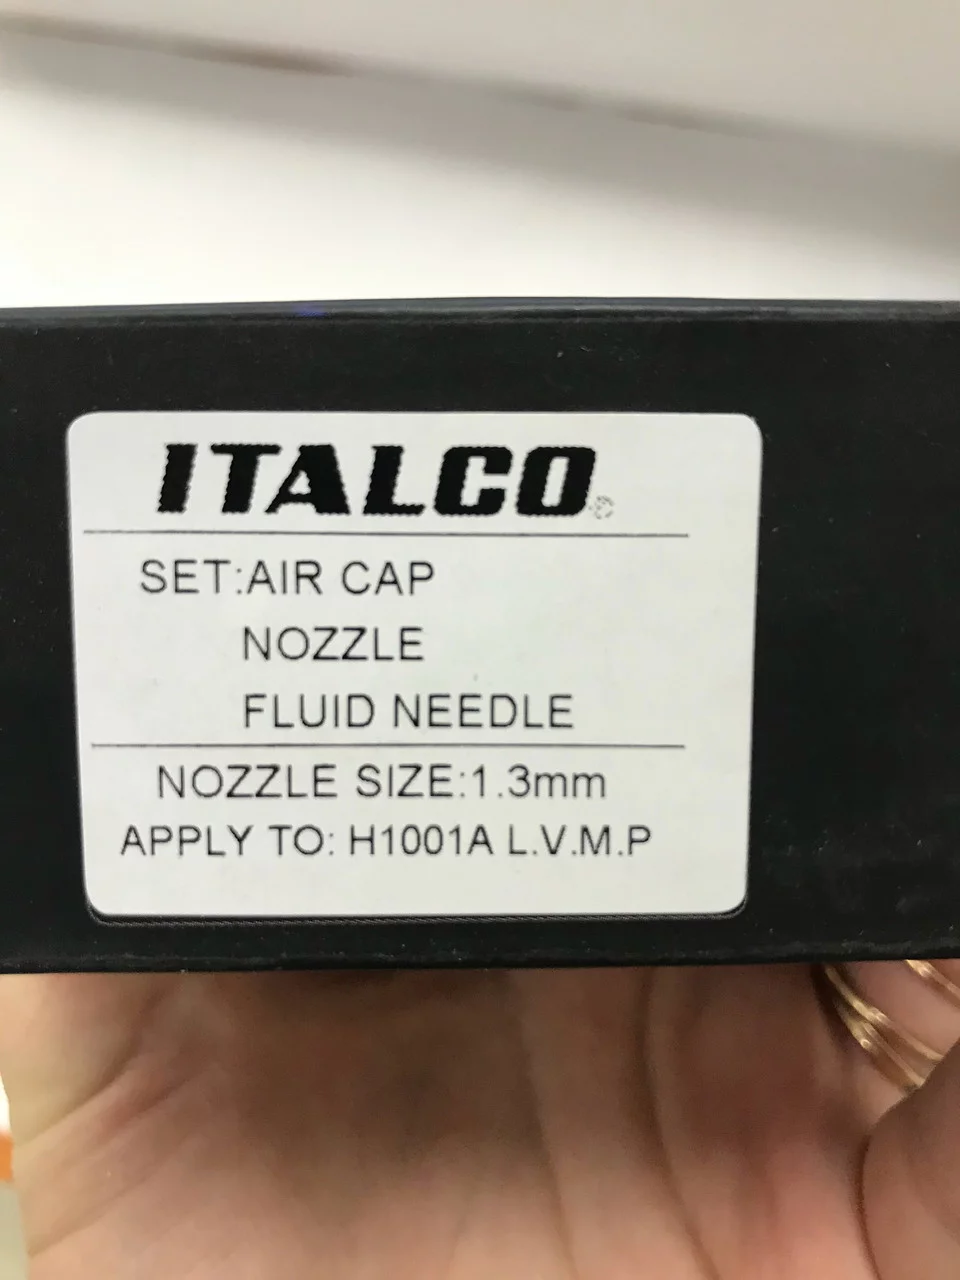 ITALCO
SET:AIR CAP
NOZZLE
FLUID NEEDLE
NOZZLE SIZE:1.3mm
APPLY TO: H1001A L.V.M.P